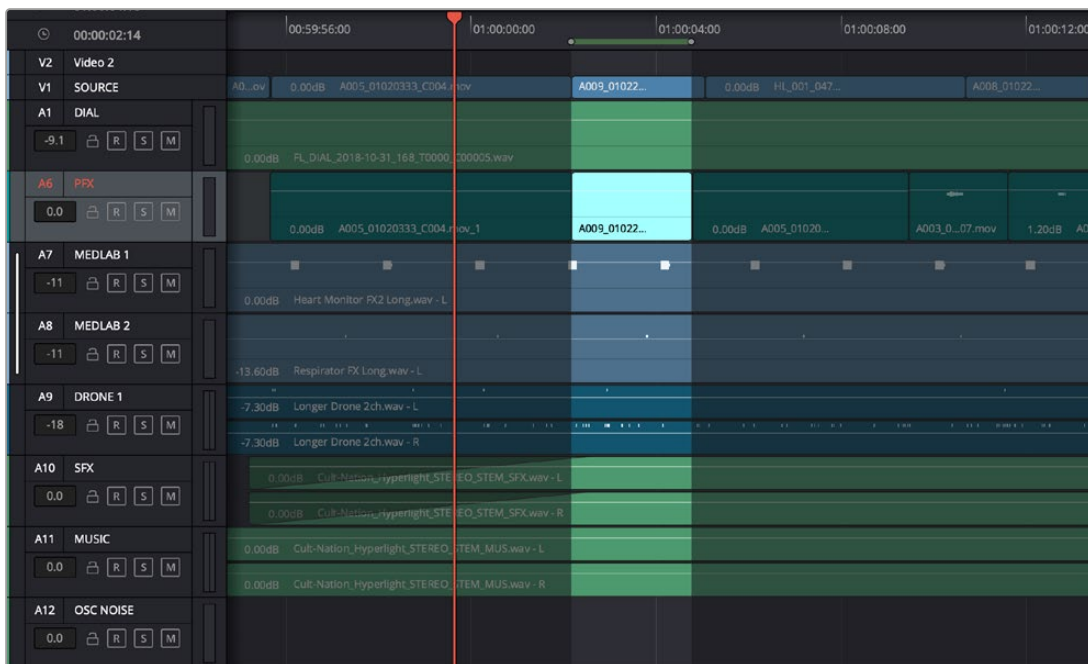 00:00:02:14
00:59:56:00 01:00:00:00 01:00:04:00 01:00:08:00 01:00:12:00
V2 Video 2
V1 SOURCE
A0...ov 0.00dB A005_01020333_C004.mov A009_01022... 0.00dB HL_001_047... A008_01022...
A1 DIAL
-9.1 R S M
0.00dB FL_DIAL_2018-10-31_168_T0000_C00005.wav
A6 PFX
0.0 R S M
0.00dB A005_01020333_C004.mov_1 A009_01022... 0.00dB A005_01020... A003_0...07.mov 1.20dB A0
A7 MEDLAB 1
-11 R S M
0.00dB Heart Monitor FX2 Long.wav - L
A8 MEDLAB 2
-11 R S M
-13.60dB Respirator FX Long.wav - L
A9 DRONE 1
-7.30dB Longer Drone 2ch.wav - L
-18 R S M
-7.30dB Longer Drone 2ch.wav - R
A10 SFX
0.00dB Cult-Nation_Hyperlight_STEREO_STEM_SFX.wav - L
0.0 R S M
0.00dB Cult-Nation_Hyperlight_STEREO_STEM_SFX.wav - R
A11 MUSIC
0.00dB Cult-Nation_Hyperlight_STEREO_STEM_MUS.wav - L
0.0 R S M
0.00dB Cult-Nation_Hyperlight_STEREO_STEM_MUS.wav - R
A12 OSC NOISE
0.0 R S M